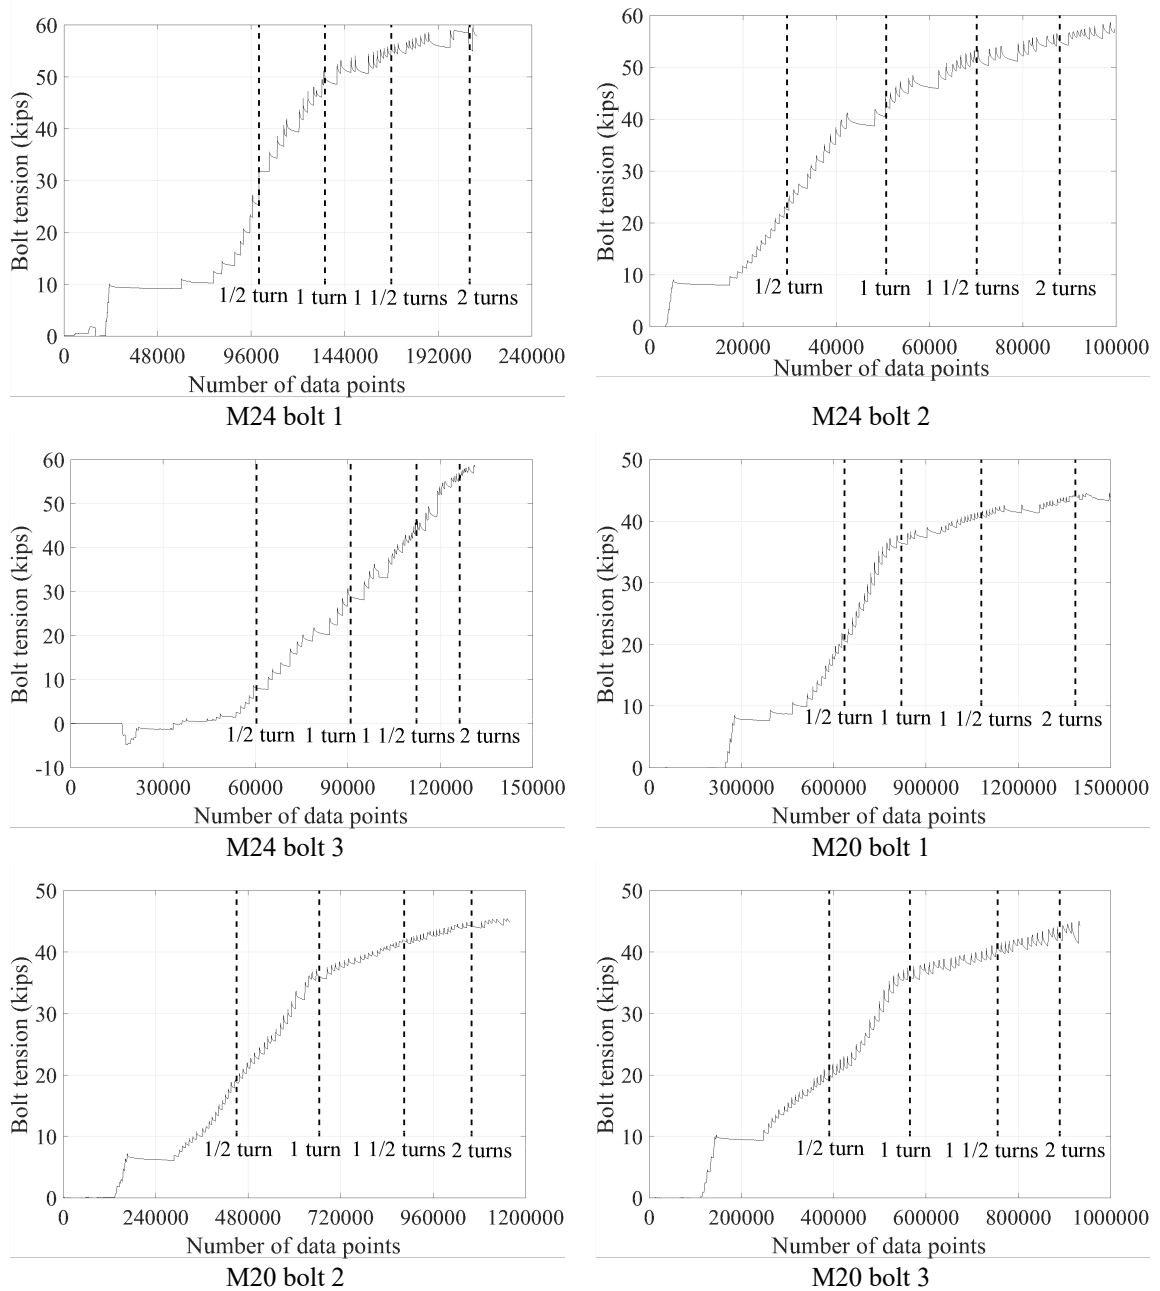 60
50
40
30
20
10
0
Bolt tension (kips)
1/2 turn 1 turn 1 1/2 turns 2 turns
0 48000 96000 144000 192000 240000
Number of data points
M24 bolt 1
60
50
40
30
20
10
0
Bolt tension (kips)
1/2 turn 1 turn 1 1/2 turns 2 turns
0 20000 40000 60000 80000 100000
Number of data points
M24 bolt 2
60
50
40
30
20
10
0
-10
Bolt tension (kips)
1/2 turn 1 turn 1 1/2 turns 2 turns
0 30000 60000 90000 120000 150000
Number of data points
M24 bolt 3
50
40
30
20
10
0
Bolt tension (kips)
1/2 turn 1 turn 1 1/2 turns 2 turns
0 300000 600000 900000 1200000 1500000
Number of data points
M20 bolt 1
50
40
30
20
10
0
Bolt tension (kips)
1/2 turn 1 turn 1 1/2 turns 2 turns
0 240000 480000 720000 960000 1200000
Number of data points
M20 bolt 2
50
40
30
20
10
0
Bolt tension (kips)
1/2 turn 1 turn 1 1/2 turns 2 turns
0 200000 400000 600000 800000 1000000
Number of data points
M20 bolt 3